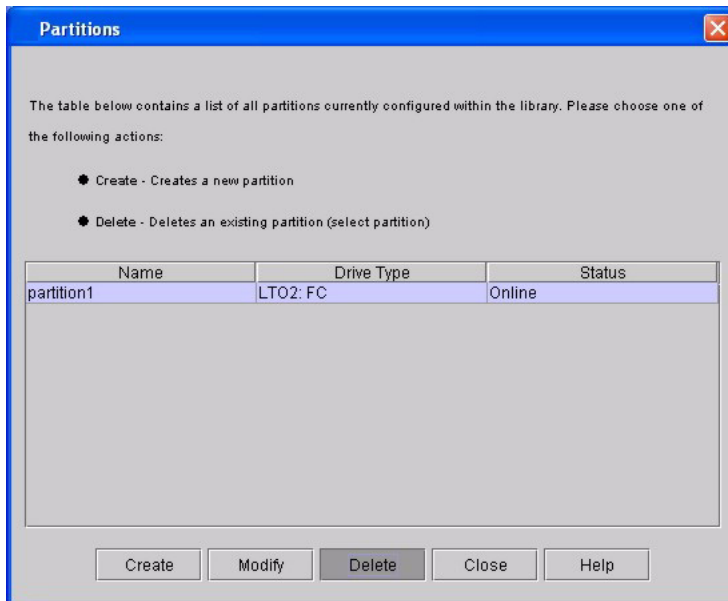 Partitions
The table below contains a list of all partitions currently configured within the library. Please choose one of
the following actions:
Create - Creates a new partition
Delete - Deletes an existing partition (select partition)
Name Drive Type Status
partition1 LTO2: FC Online
Create Modify Delete Close Help